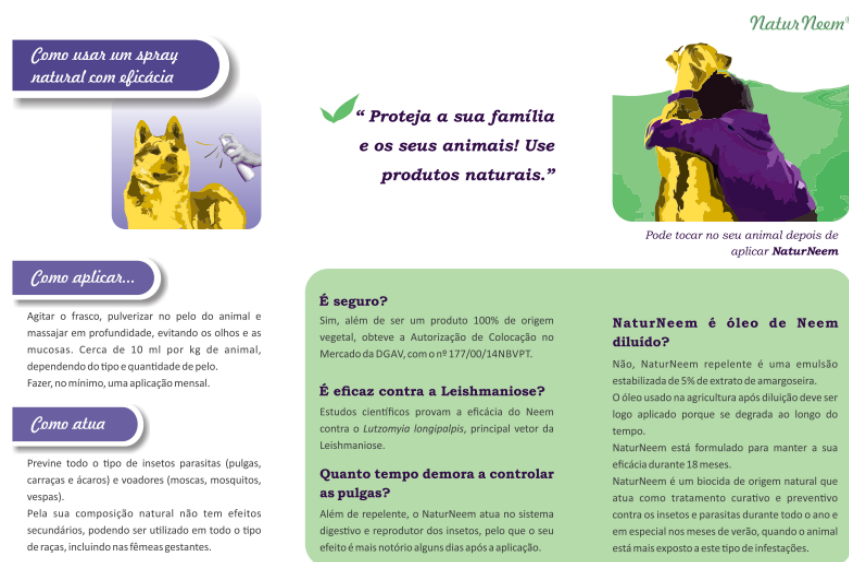 Como usar um spray
natural com eficácia
Como aplicar...
Agitar o frasco, pulverizar no pelo do animal e
massajar em profundidade, evitando os olhos e as
mucosas. Cerca de 10 ml por kg de animal,
dependendo do tipo e quantidade de pelo.
Fazer, no mínimo, uma aplicação mensal.
Como atua
Previne todo o tipo de insetos parasitas (pulgas,
carraças e ácaros) e voadores (moscas, mosquitos,
vespas).
Pela sua composição natural não tem efeitos
secundários, podendo ser utilizado em todo o tipo
de raças, incluindo nas fêmeas gestantes.
“ Proteja a sua família
e os seus animais! Use
produtos naturais.”
É seguro?
Sim, além de ser um produto 100% de origem
vegetal, obteve a Autorização de Colocação no
Mercado da DGAV, com o nº 177/00/14NBVPT.
É eficaz contra a Leishmaniose?
Estudos científicos provam a eficácia do Neem
contra o Lutzomyia longipalpis, principal vetor da
Leishmaniose.
Quanto tempo demora a controlar
as pulgas?
Além de repelente, o NaturNeem atua no sistema
digestivo e reprodutor dos insetos, pelo que o seu
efeito é mais notório alguns dias após a aplicação.
NaturNeem®
Pode tocar no seu animal depois de
aplicar NaturNeem
NaturNeem é óleo de Neem
diluído?
Não, NaturNeem repelente é uma emulsão
estabilizada de 5% de extrato de amargoseira.
O óleo usado na agricultura após diluição deve ser
logo aplicado porque se degrada ao longo do
tempo.
NaturNeem está formulado para manter a sua
eficácia durante 18 meses.
NaturNeem é um biocida de origem natural que
atua como tratamento curativo e preventivo
contra os insetos e parasitas durante todo o ano e
em especial nos meses de verão, quando o animal
está mais exposto a este tipo de infestações.